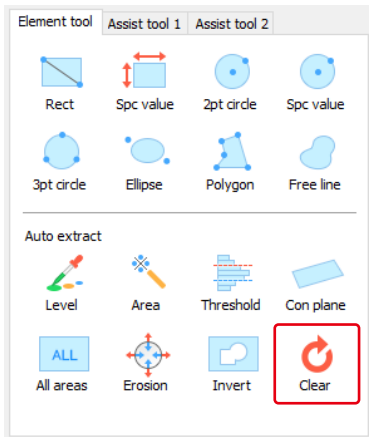 Element tool Assist tool 1 Assist tool 2
Rect Spc value 2pt circle Spc value
3pt circle Ellipse Polygon Free line
Auto extract
Level Area Threshold Con plane
ALL
All areas Erosion Invert Clear